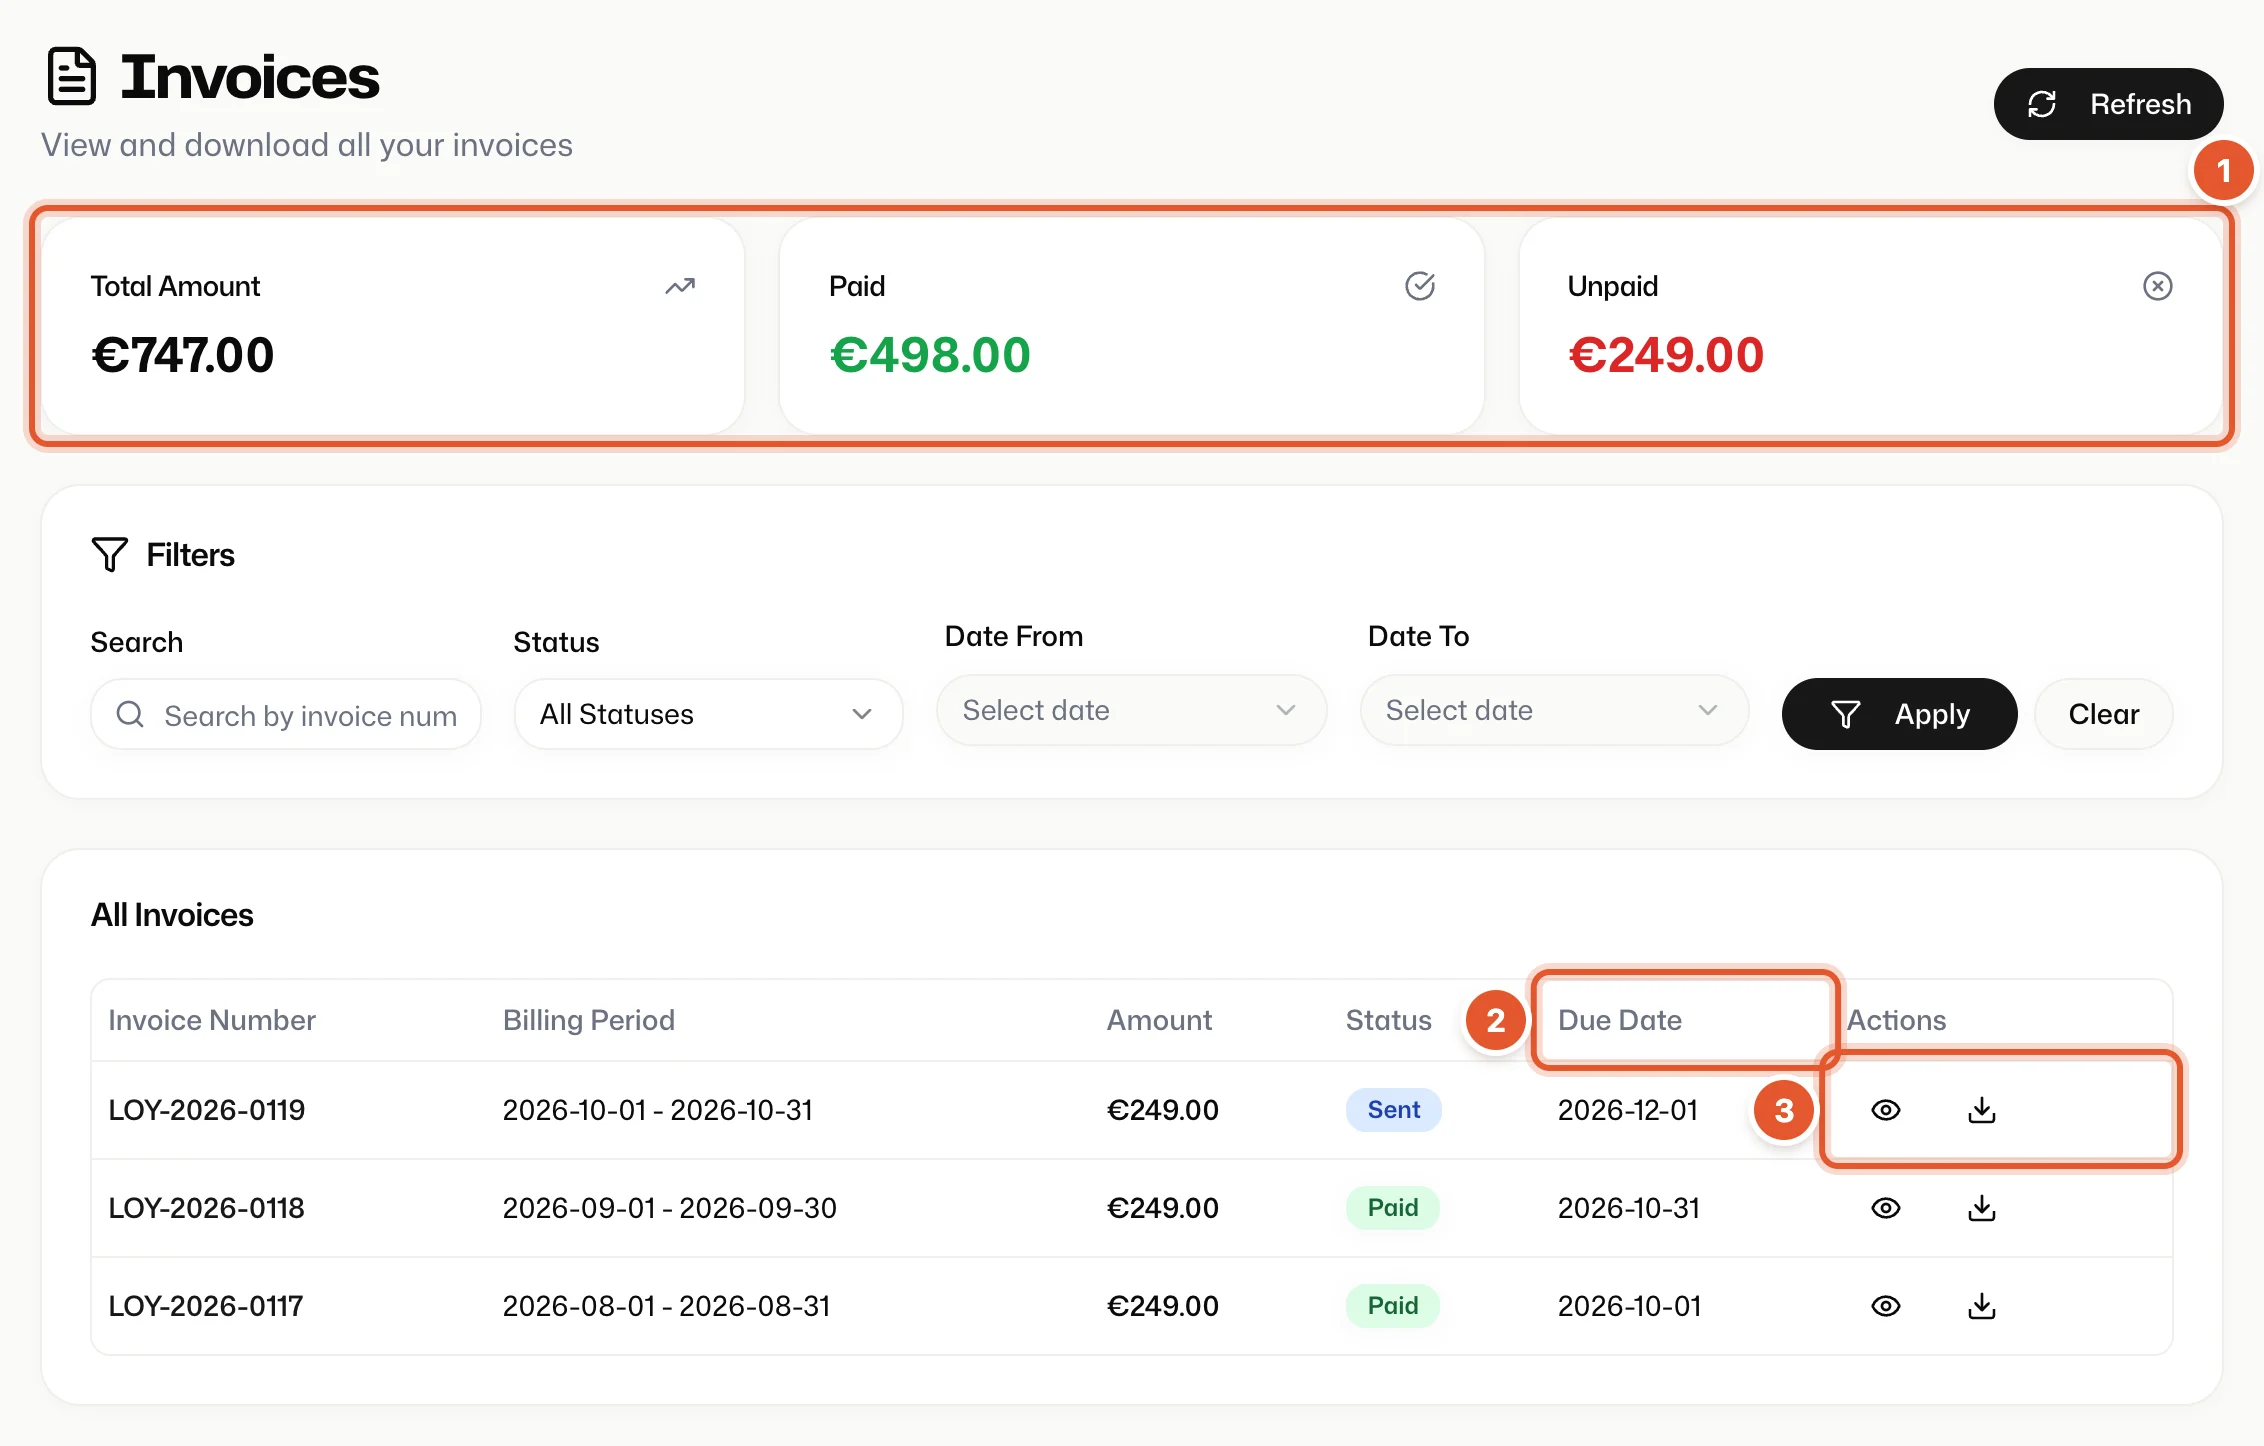 Invoices
View and download all your invoices
Refresh
1
Total Amount
€747.00
Paid
€498.00
Unpaid
€249.00
Filters
Search
Search by invoice num
Status
All Statuses
Date From
Select date
Date To
Select date
Apply
Clear
All Invoices
Invoice Number Billing Period Amount Status 2 Due Date Actions
LOY-2026-0119 2026-10-01 - 2026-10-31 €249.00 Sent 2026-12-01 3
LOY-2026-0118 2026-09-01 - 2026-09-30 €249.00 Paid 2026-10-31
LOY-2026-0117 2026-08-01 - 2026-08-31 €249.00 Paid 2026-10-01